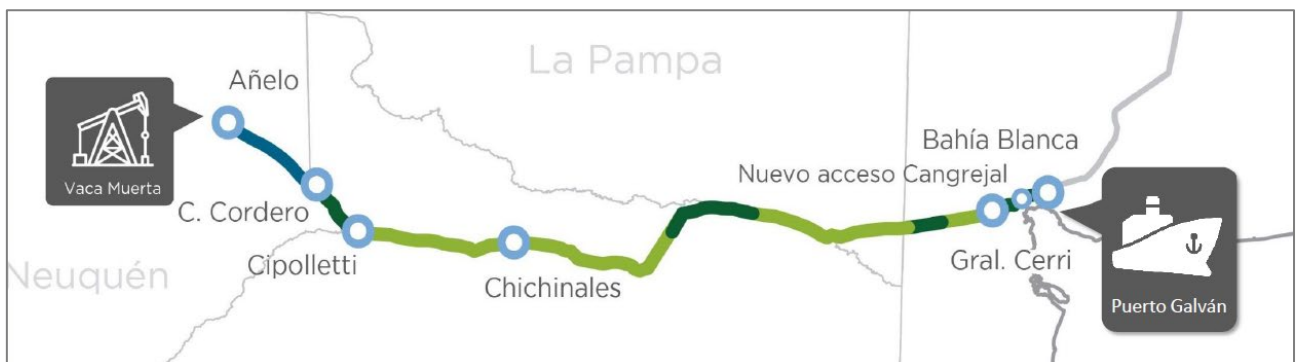 La Pampa
Añelo
Vaca Muerta
Bahía Blanca
Nuevo acceso Cangrejal
C. Cordero
Cipolletti
Gral. Cerri
Neuquén
Chichinales
Puerto Galván